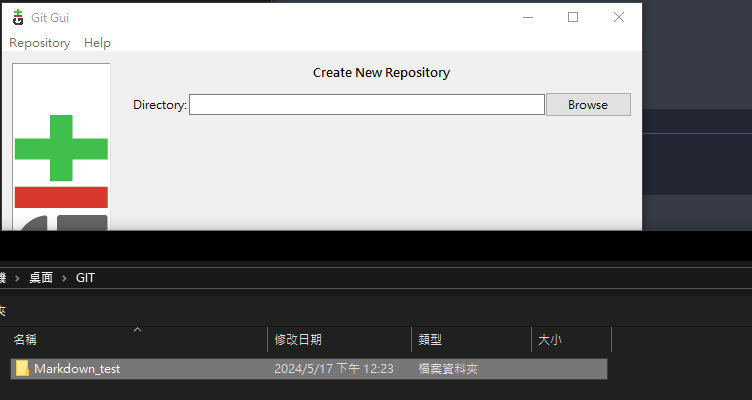 Git Gui
Repository Help
Create New Repository
Directory: Browse
機 > 桌面 > GIT
夾
名稱 修改日期 類型 大小
Markdown_test 2024/5/17 下午 12:23 檔案資料夾